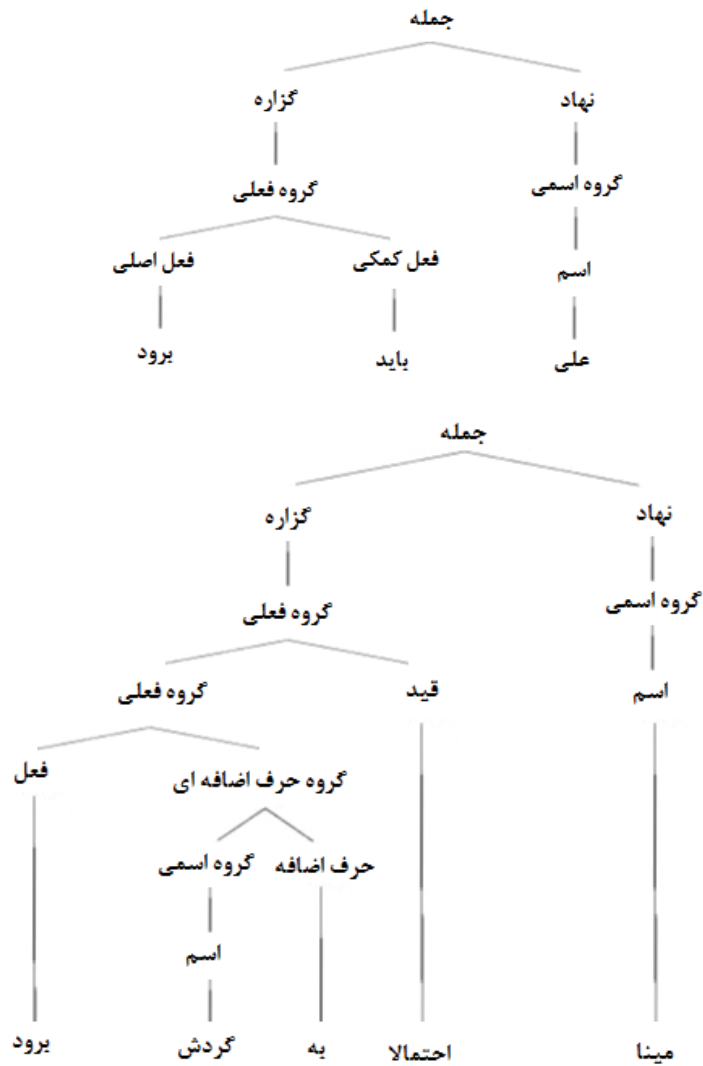 جمله
نهاد گزاره
گروه اسمی گروه فعلی
اسم فعل کمکی فعل اصلی
علی باید برود
جمله
نهاد گزاره
گروه اسمی گروه فعلی
اسم قید گروه فعلی
گروه حرف اضافه ای فعل
حرف اضافه گروه اسمی
اسم
مینا احتمالا به گردش برود